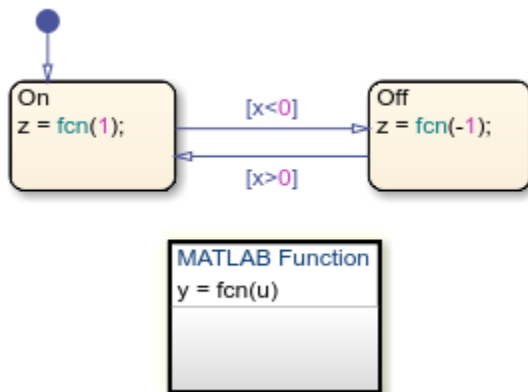 On
z = fcn(1);
[x<0]
Off
z = fcn(-1);
[x>0]
MATLAB Function
y = fcn(u)